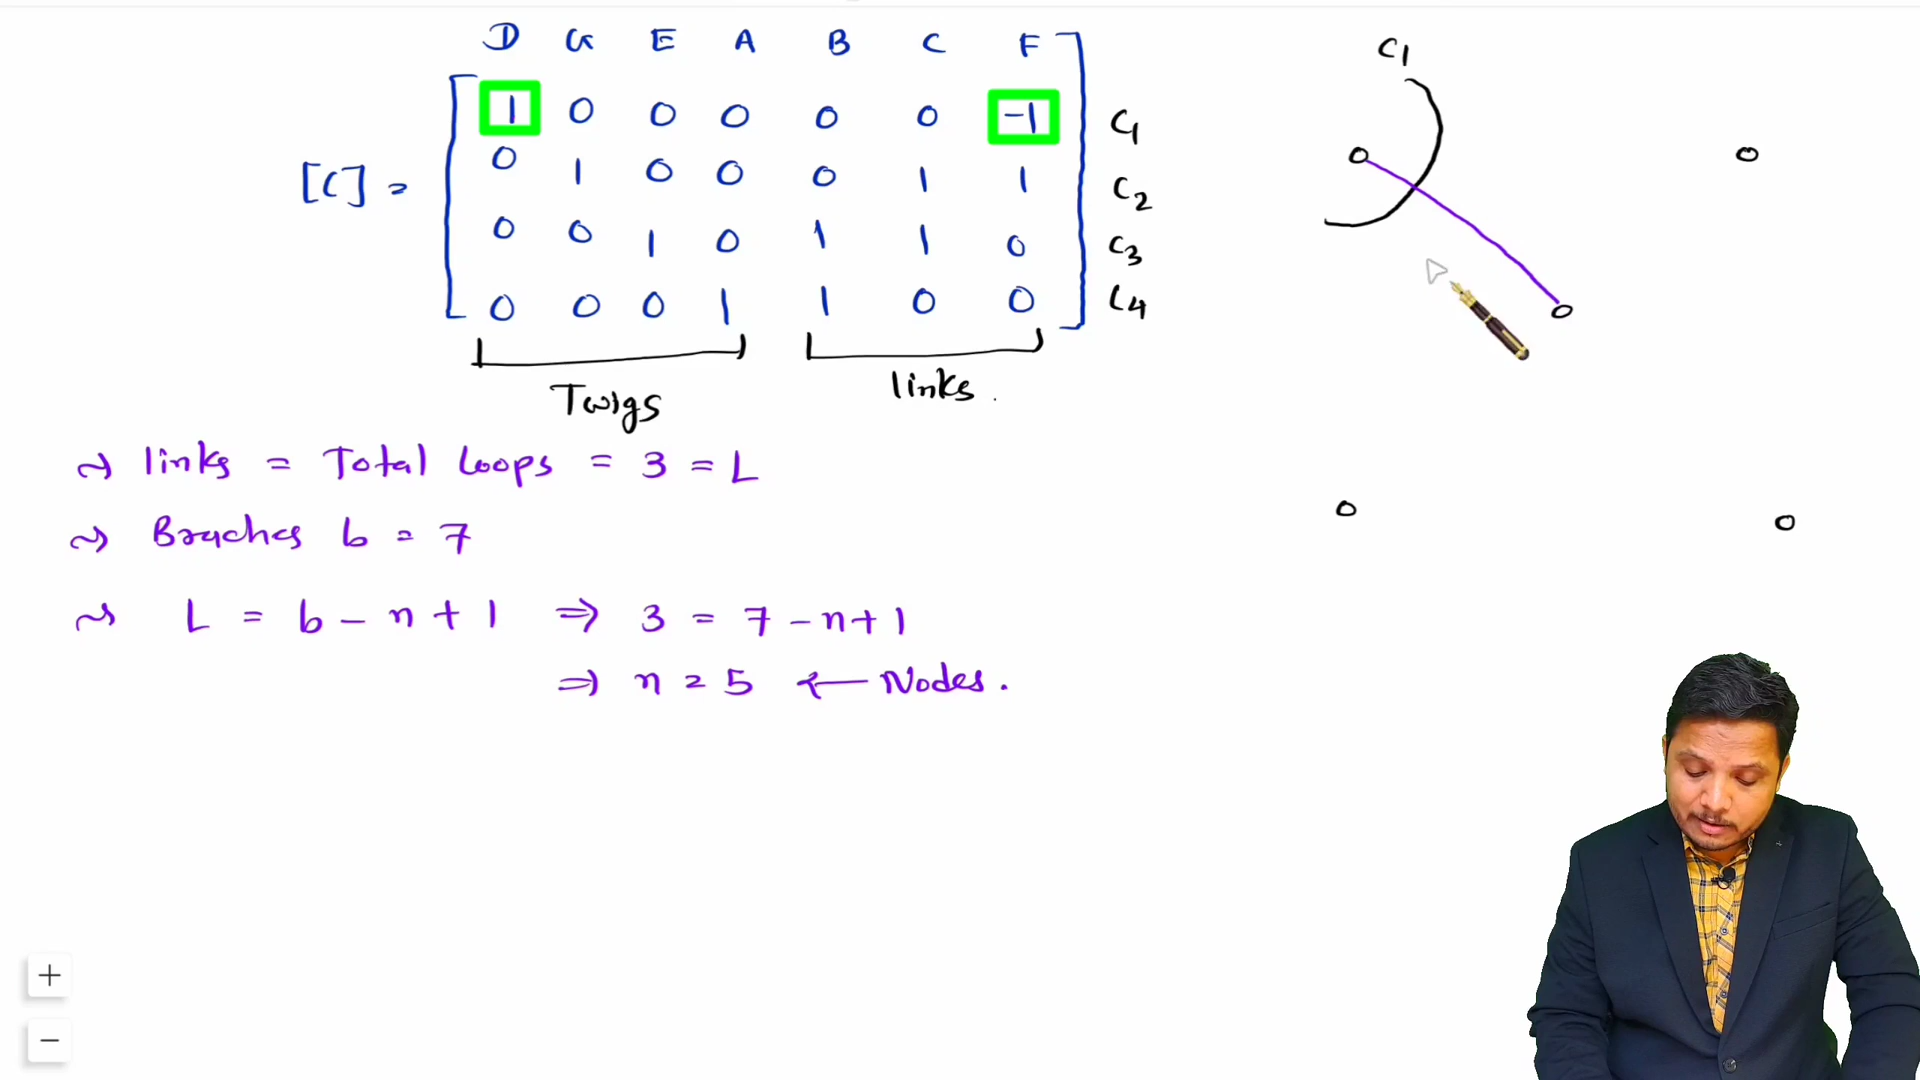 D G E A B C F
1 0 0 0 0 0 -1 C1
[C] = 0 1 0 0 0 1 1 C2
0 0 1 0 1 1 0 C3
0 0 0 1 1 0 0 C4
Twigs links.
C1
~> links = Total Loops = 3 = L
~> Braches b = 7
~> L = b - n + 1 => 3 = 7 - n + 1
=> n = 5 <- Nodes.
+
−